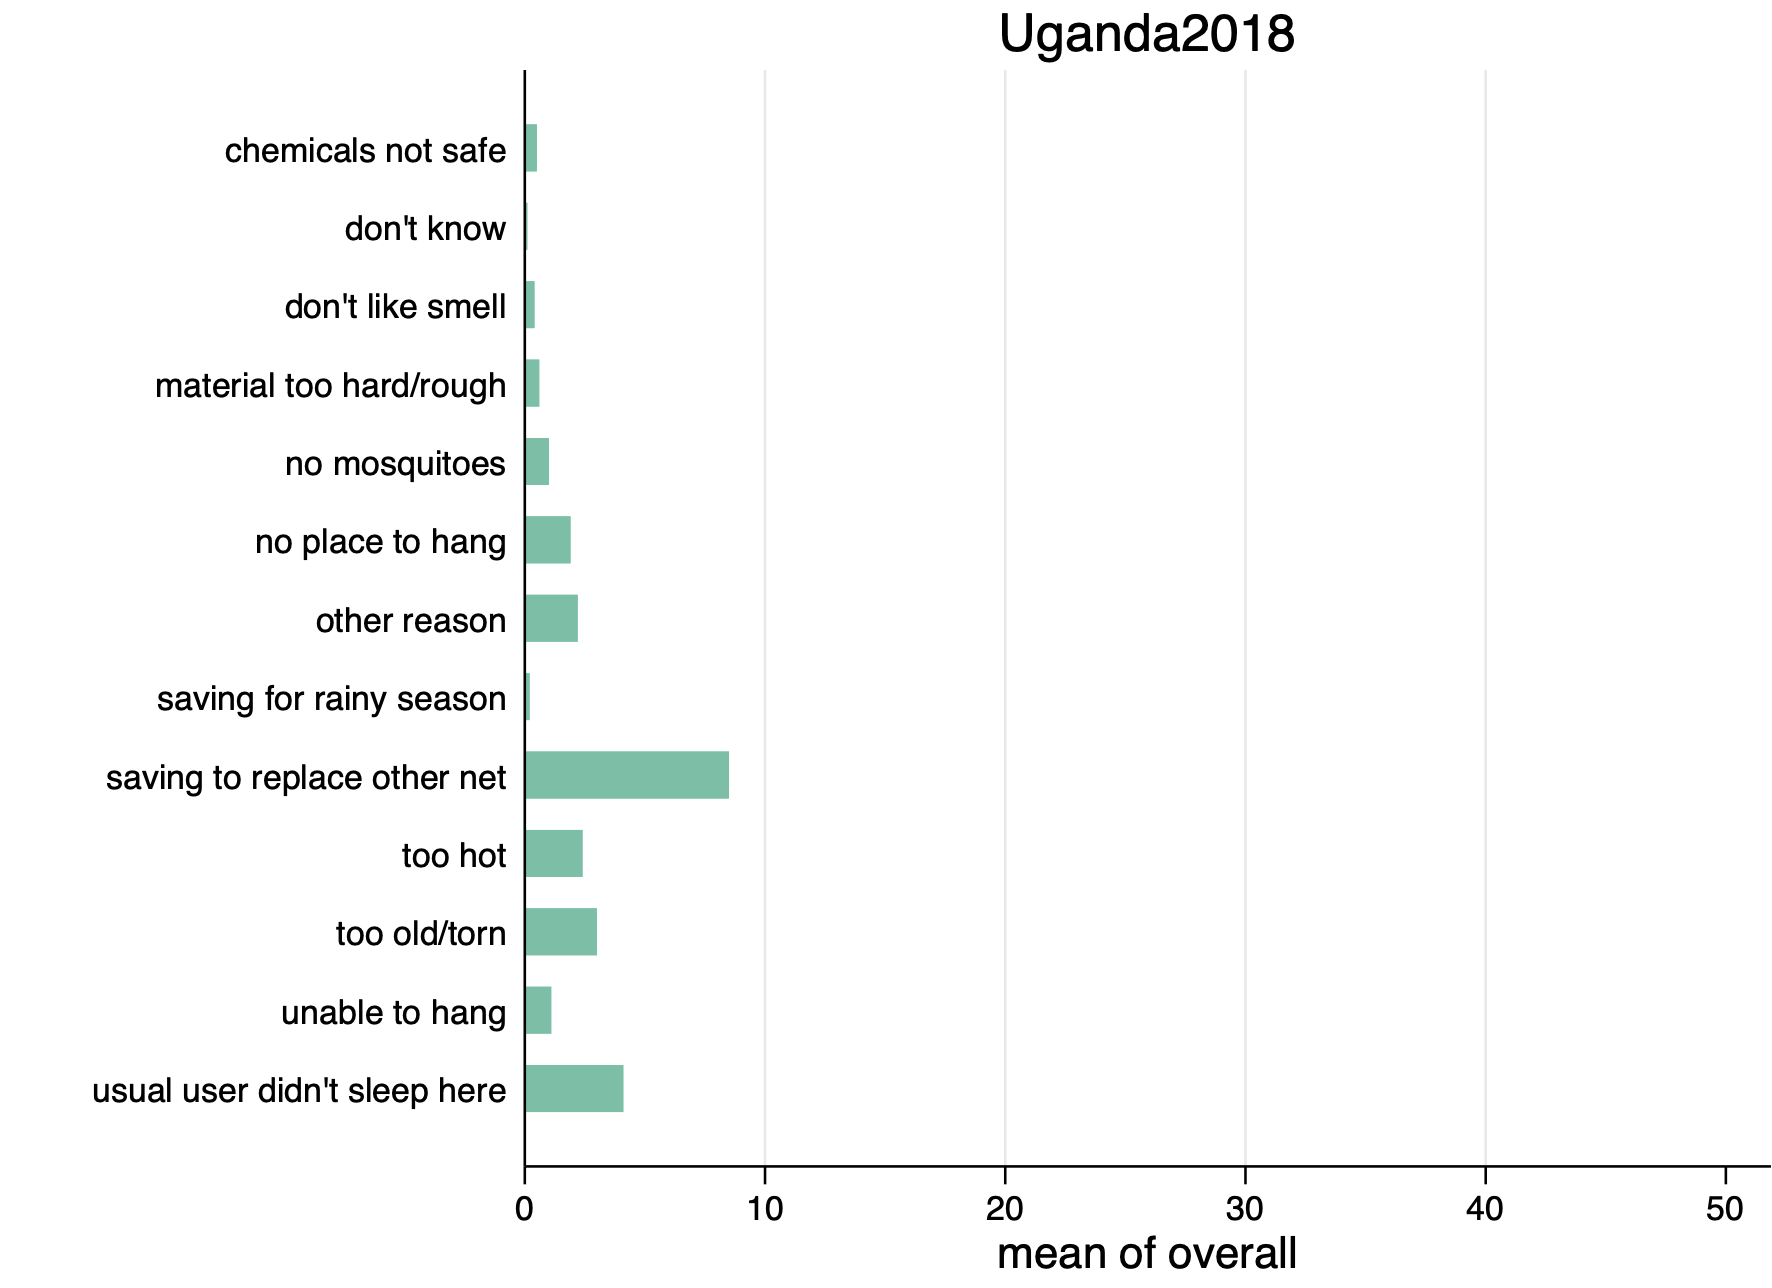 Uganda2018
chemicals not safe
don't know
don't like smell
material too hard/rough
no mosquitoes
no place to hang
other reason
saving for rainy season
saving to replace other net
too hot
too old/torn
unable to hang
usual user didn't sleep here
0 10 20 30 40 50
mean of overall